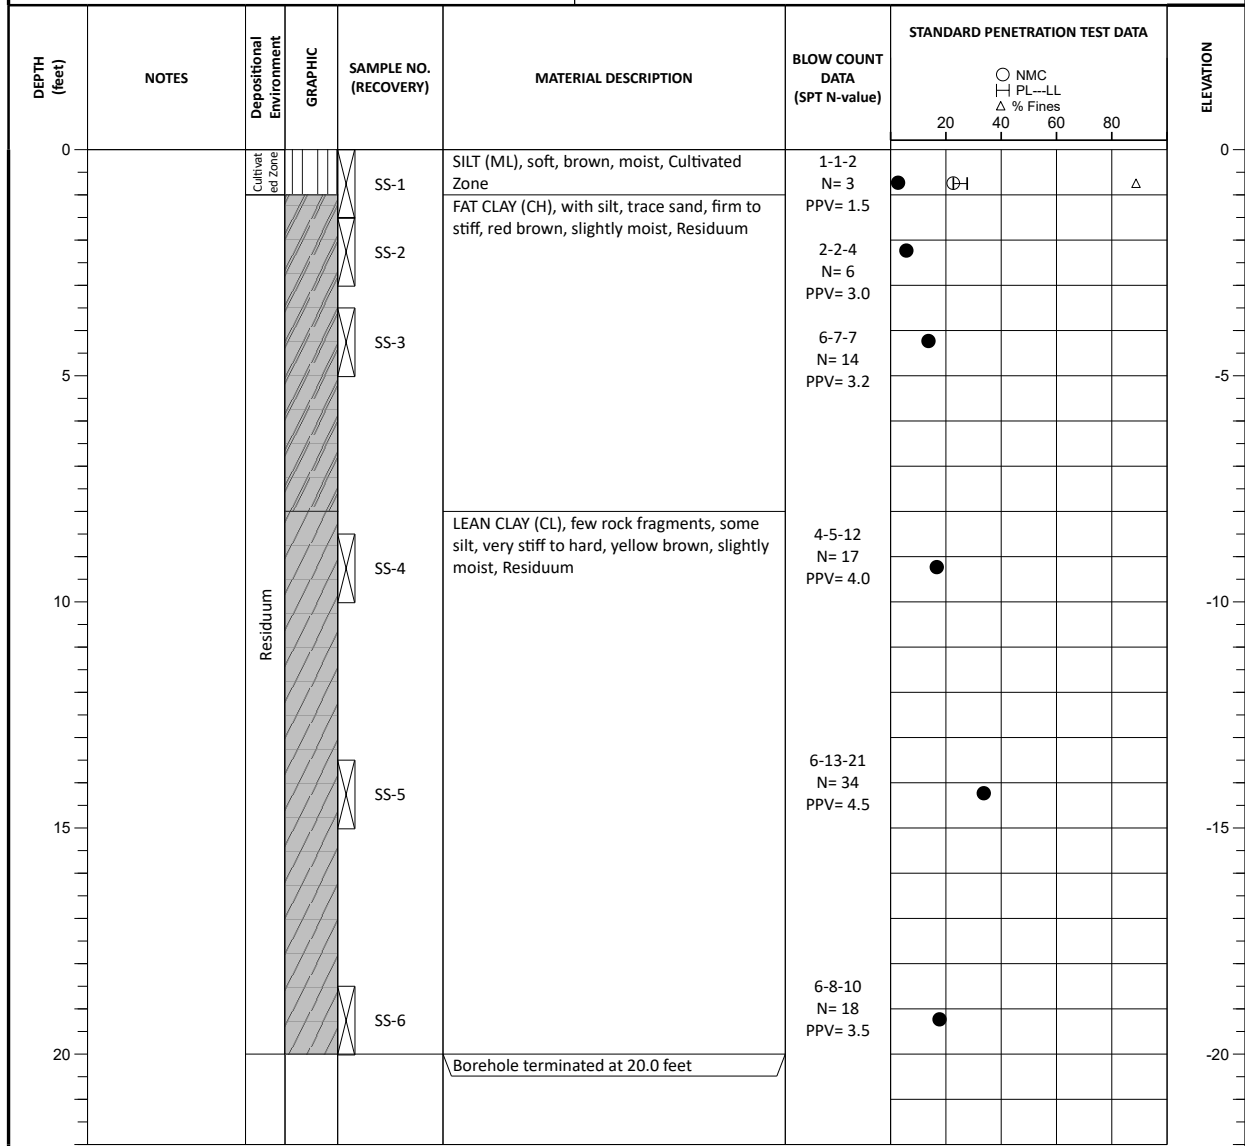 DEPTH
(feet)
NOTES
Depositional
Environment
GRAPHIC
SAMPLE NO.
(RECOVERY)
MATERIAL DESCRIPTION
BLOW COUNT
DATA
(SPT N-value)
STANDARD PENETRATION TEST DATA
NMC
PL---LL
% Fines
20 40 60 80
ELEVATION
0
Cultivat
ed Zone
SS-1
SILT (ML), soft, brown, moist, Cultivated
Zone
1-1-2
N= 3
PPV= 1.5
0
FAT CLAY (CH), with silt, trace sand, firm to
stiff, red brown, slightly moist, Residuum
SS-2
2-2-4
N= 6
PPV= 3.0
SS-3
6-7-7
N= 14
PPV= 3.2
5
-5
LEAN CLAY (CL), few rock fragments, some
silt, very stiff to hard, yellow brown, slightly
moist, Residuum
SS-4
4-5-12
N= 17
PPV= 4.0
10
-10
Residuum
SS-5
6-13-21
N= 34
PPV= 4.5
15
-15
SS-6
6-8-10
N= 18
PPV= 3.5
20
-20
Borehole terminated at 20.0 feet